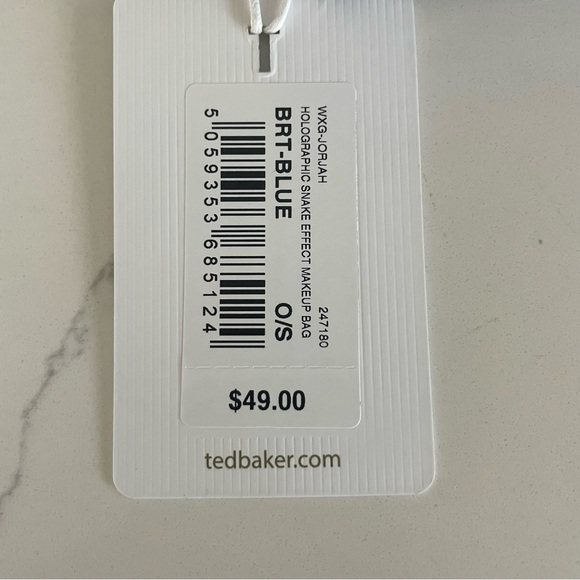 WXG-JORJAH 247180
HOLOGRAPHIC SNAKE EFFECT MAKEUP BAG
BRT-BLUE O/S
5 059353 685124
$49.00
tedbaker.com